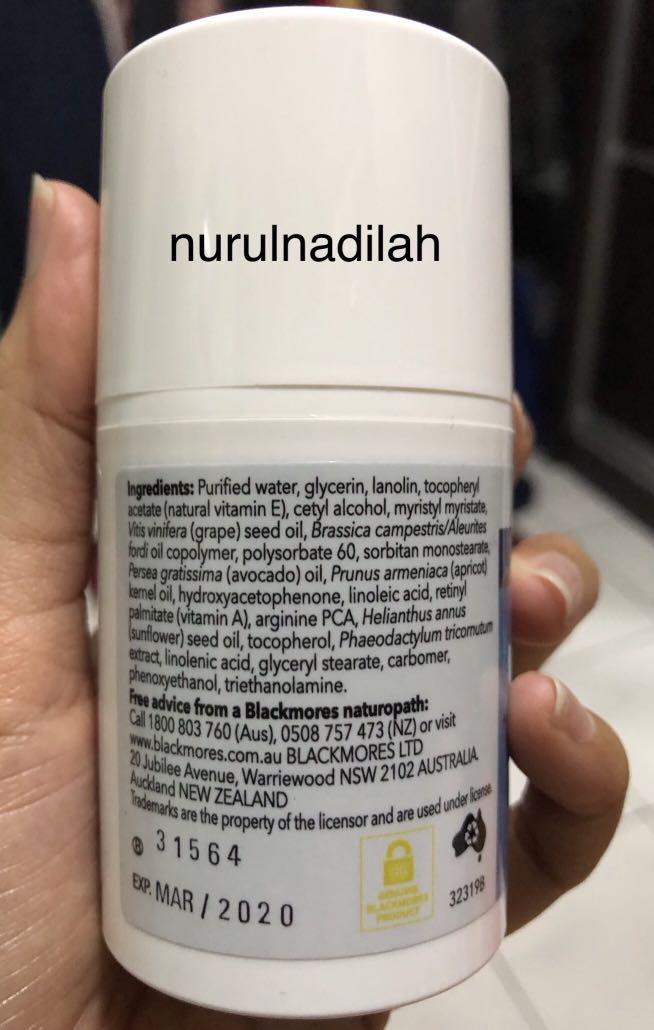 nurulnadilah
Ingredients: Purified water, glycerin, lanolin, tocopheryl
acetate (natural vitamin E), cetyl alcohol, myristyl myristate,
Vitis vinifera (grape) seed oil, Brassica campestris/Aleurites
fordi oil copolymer, polysorbate 60, sorbitan monostearate,
Persea gratissima (avocado) oil, Prunus armeniaca (apricot)
kernel oil, hydroxyacetophenone, linoleic acid, retinyl
palmitate (vitamin A), arginine PCA, Helianthus annus
(sunflower) seed oil, tocopherol, Phaeodactylum tricornutum
extract, linolenic acid, glyceryl stearate, carbomer,
phenoxyethanol, triethanolamine.
Free advice from a Blackmores naturopath:
Call 1800 803 760 (Aus), 0508 757 473 (NZ) or visit
www.blackmores.com.au BLACKMORES LTD
20 Jubilee Avenue, Warriewood NSW 2102 AUSTRALIA.
Auckland NEW ZEALAND
Trademarks are the property of the licensor and are used under license.
B 31564
EXP. MAR / 2020
GENUINE
BLACKMORES
PRODUCT
32319B